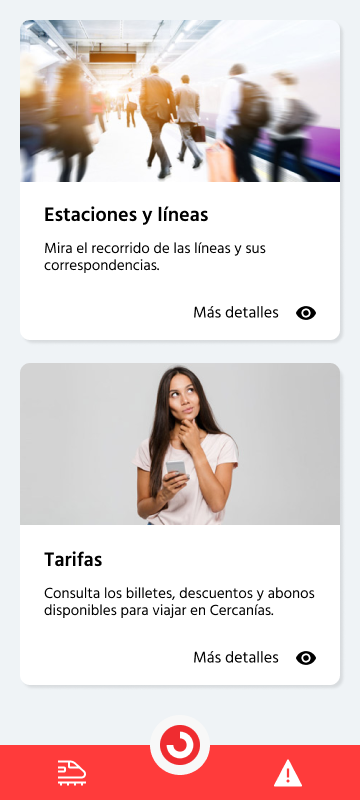 Estaciones y líneas
Mira el recorrido de las líneas y sus
correspondencias.
Más detalles
Tarifas
Consulta los billetes, descuentos y abonos
disponibles para viajar en Cercanías.
Más detalles